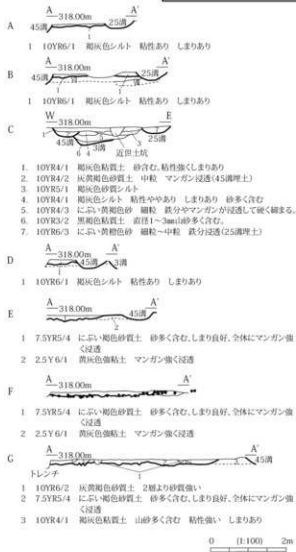 A 318.00m A'
A 45溝 25溝
1
1 10YR6/1 褐灰色シルト 粘性あり しまりあり
A 318.00m A'
B 45溝 25溝
1 1
1 10YR6/1 褐灰色シルト 粘性あり しまりあり
W 318.00m E
C
45溝 25溝
近世土坑
1. 10YR4/1 褐灰色粘質土 砂含む。粘性強くしまりあり
2. 10YR4/2 灰黄褐色砂質土 中粒 マンガン浸透(45溝埋土)
3. 10YR5/1 褐灰色砂質シルト
4. 10YR4/1 褐灰色シルト 粘性ややあり しまりあり 砂多く含む
5. 10YR4/3 にぶい黄褐色砂 細粒 鉄分やマンガンが浸透して硬く締まる。
6. 10YR3/2 黒褐色粘質土 直径1～3mm山砂多く含む。
7. 10YR6/3 にぶい黄橙色砂 細粒～中粒 鉄分浸透(25溝埋土)
A 318.00m A'
D 45溝 3溝
1
1 10YR6/1 褐灰色シルト 粘性あり しまりあり
A 318.00m A'
E 45溝
2
1 7.5YR5/4 にぶい褐色砂質土 砂多く含む、しまり良好、全体にマンガン強
く浸透
2 2.5Y6/1 黄灰色強粘土 マンガン強く浸透
A 318.00m A'
F
1 7.5YR5/4 にぶい褐色砂質土 砂多く含む、しまり良好、全体にマンガン強
く浸透
2 2.5Y6/1 黄灰色強粘土 マンガン強く浸透
A 318.00m A'
G 45溝
トレンチ 1
1 10YR6/2 灰黄褐色砂質土 2層より砂質強い
2 7.5YR5/4 にぶい褐色砂質土 砂多く含む、しまり良好、全体にマンガン強
く浸透
3 10YR4/1 褐灰色粘質土 山砂多く含む 粘性強い しまりあり
0 (1:100) 2m